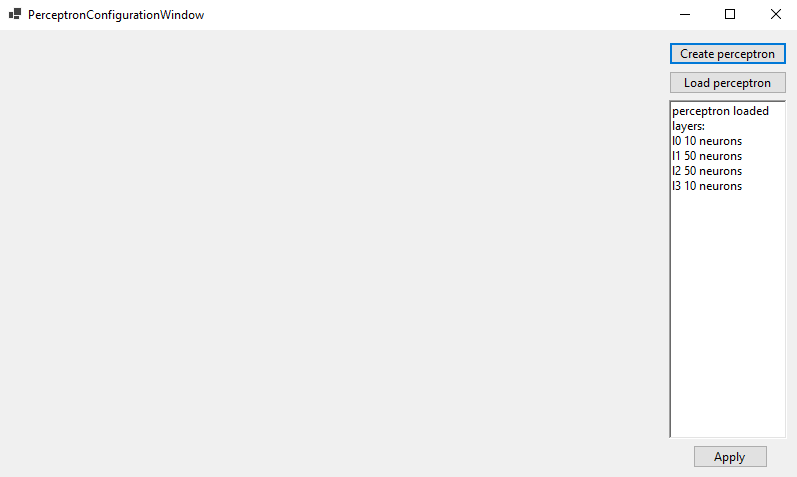 PerceptronConfigurationWindow
Create perceptron
Load perceptron
perceptron loaded
layers:
l0 10 neurons
l1 50 neurons
l2 50 neurons
l3 10 neurons
Apply